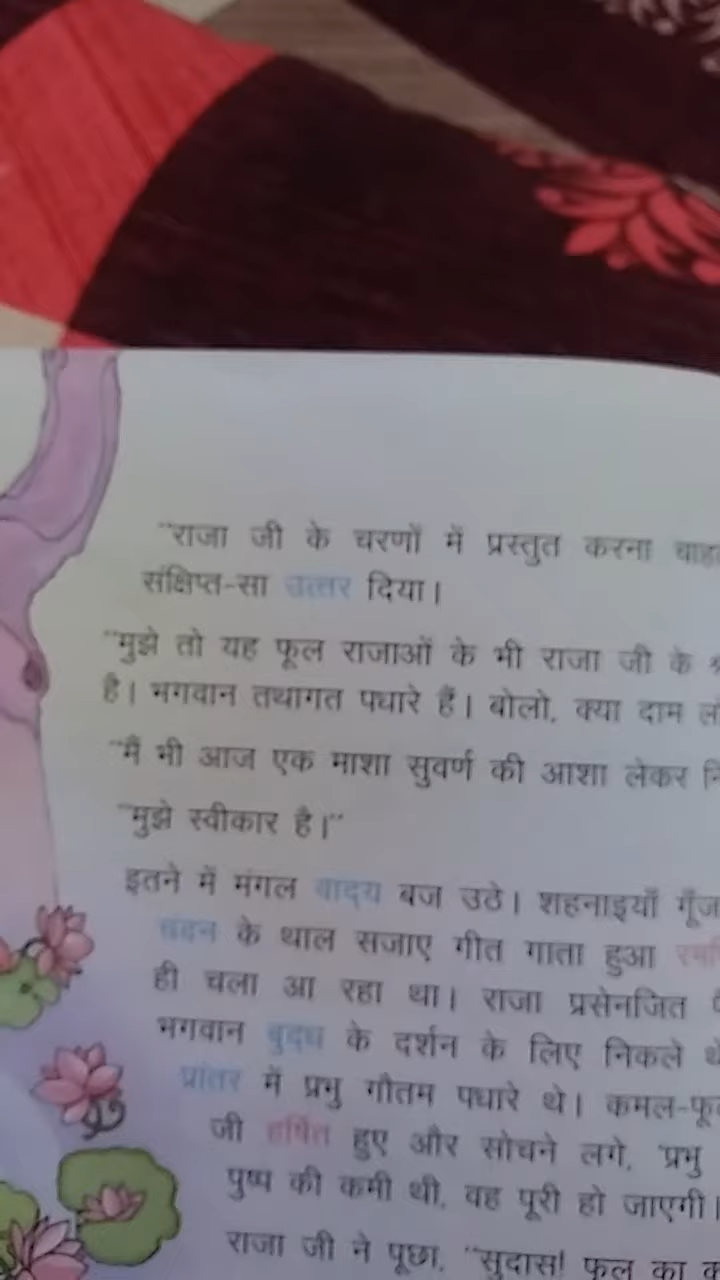 "राजा जी के चरणों में प्रस्तुत करना
संक्षिप्त-सा उत्तर दिया।
"मुझे तो यह फूल राजाओं के भी राजा जी के
है। भगवान तथागत पधारे हैं। बोलो, क्या दाम
"मैं भी आज एक माशा सुवर्ण की आशा लेकर
"मुझे स्वीकार है।"
इतने में मंगल वाद्य बज उठे। शहनाइयाँ
चंदन के थाल सजाए गीत गाता हुआ
ही चला आ रहा था। राजा प्रसेनजित
भगवान बुद्ध के दर्शन के लिए निकले
प्रांतर में प्रभु गौतम पधारे थे।
जी हर्षित हुए और सोचने लगे, 'प्रभु
पुष्प की कमी थी, वह पूरी हो जाएगी।
राजा जी ने पूछा, "सुदास! फूल का